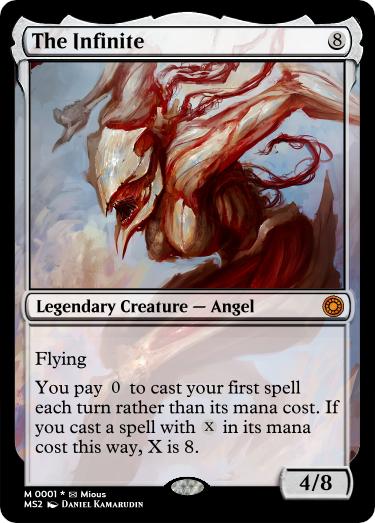 The Infinite 8
Legendary Creature — Angel
Flying
You pay 0 to cast your first spell
each turn rather than its mana cost. If
you cast a spell with X in its mana
cost this way, X is 8.
4/8
M 0001 * ✉ Mious
MS2 DANIEL KAMARUDIN